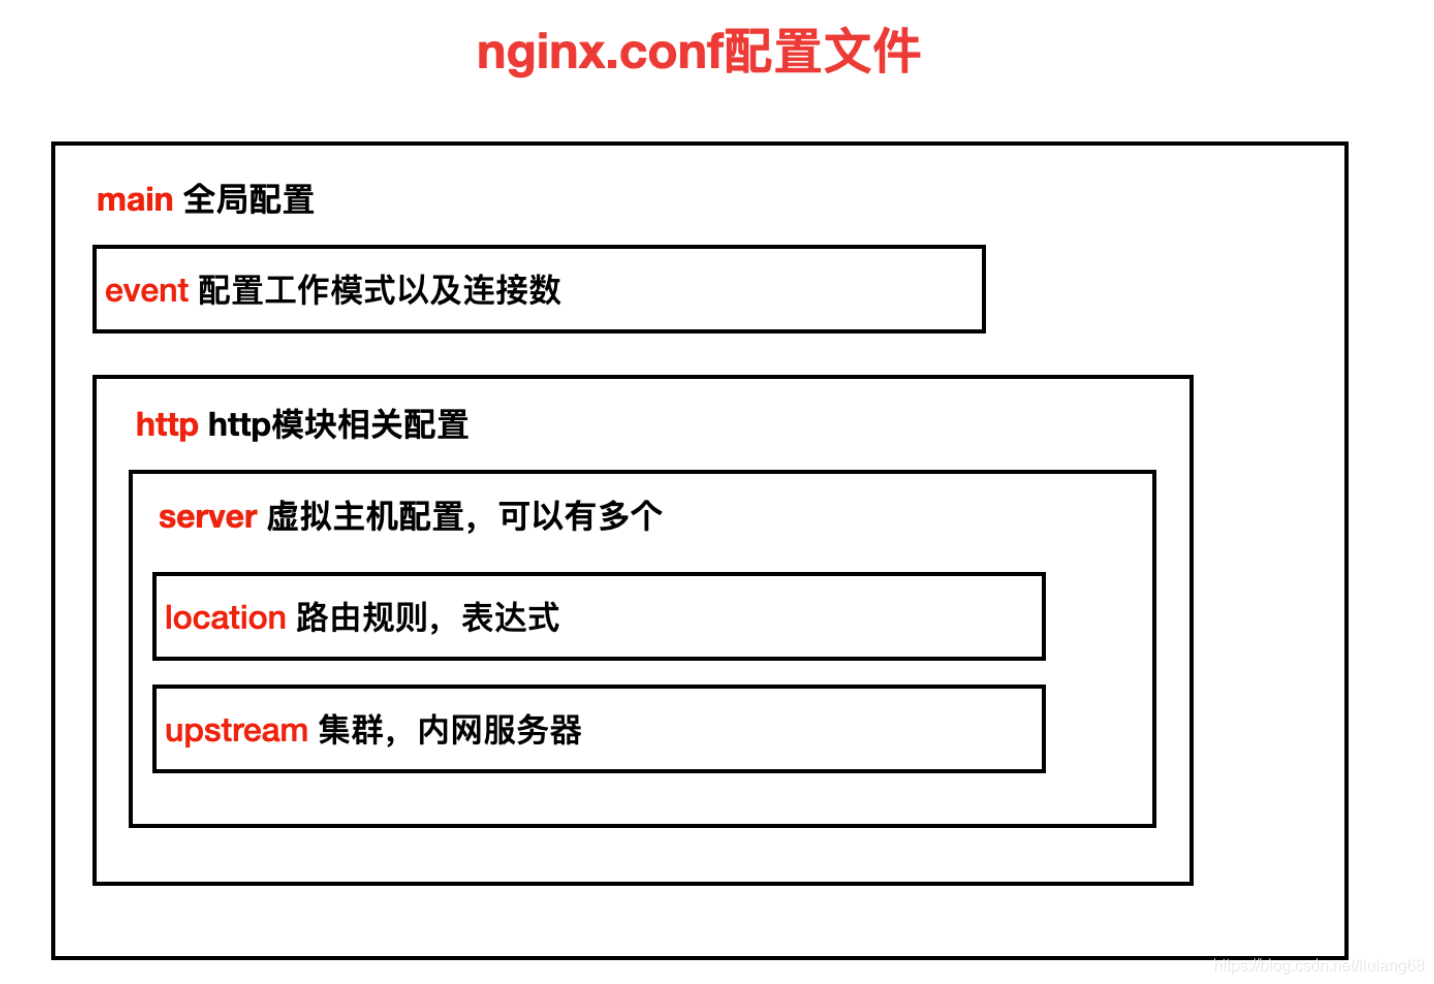 nginx.conf配置文件
main 全局配置
event 配置工作模式以及连接数
http http模块相关配置
server 虚拟主机配置，可以有多个
location 路由规则，表达式
upstream 集群，内网服务器
https://blog.csdn.net/liulang68